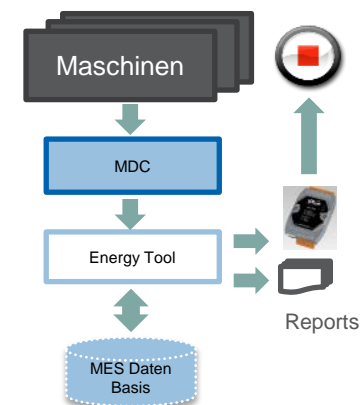 Maschinen
MDC
Energy Tool
Reports
MES Daten
Basis